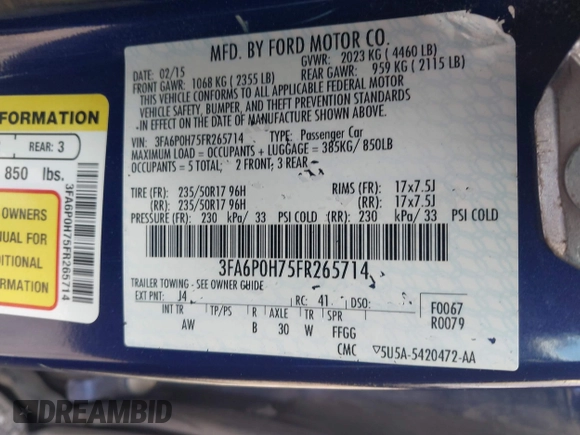 MFD. BY FORD MOTOR CO.
02/15
GVWR: 2023 KG ( 4460 LB)
FRONT GAWR: 1068 KG ( 2355 LB)
REAR GAWR: 959 KG ( 2115 LB)
THIS VEHICLE CONFORMS TO ALL APPLICABLE FEDERAL MOTOR
VEHICLE SAFETY, BUMPER, AND THEFT PREVENTION STANDARDS
IN EFFECT ON THE DATE OF MANUFACTURE SHOWN ABOVE.
VIN: 3FA6P0H75FR265714 TYPE: Passenger Car
MAXIMUM LOAD = OCCUPANTS + LUGGAGE = 385KG/ 850LB
OCCUPANTS = 5 TOTAL; 2 FRONT; 3 REAR
TIRE (FR): 235/50R17 96H RIMS (FR): 17x7.5J
(RR): 235/50R17 96H (RR): 17x7.5J
PRESSURE (FR): 230 kPa/ 33 PSI COLD (RR): 230 kPa/ 33 PSI COLD
3FA6P0H75FR265714
TRAILER TOWING - SEE OWNER GUIDE
EXT PNT: J4 RC: 41 DSO:
F0067
R0079
INT TR TP/PS R AXLE TR SPR
AW B 30 W FFGG
CMC 5U5A-5420472-AA
FORMATION
REAR: 3
850 lbs.
OWNERS
NUAL FOR
DITIONAL
ORMATION
3FA6P0H75FR265714
DREAMBID